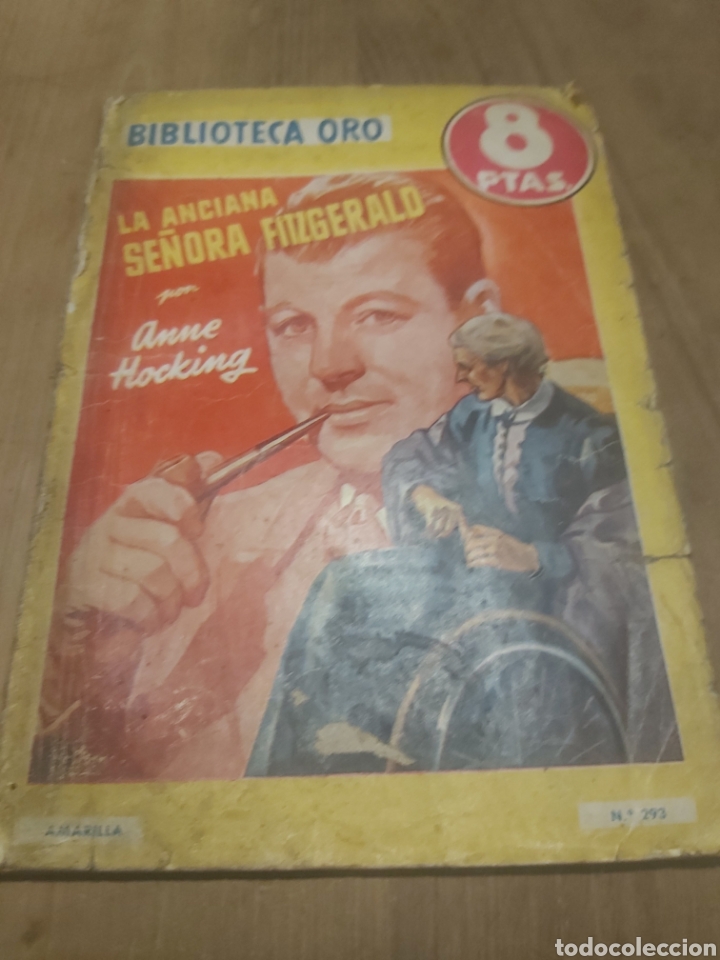 BIBLIOTECA ORO
8
PTAS.
LA ANCIANA
SEÑORA FITZGERALD
por
Anne
Hocking
AMARILLA
N.º 293
todocoleccion